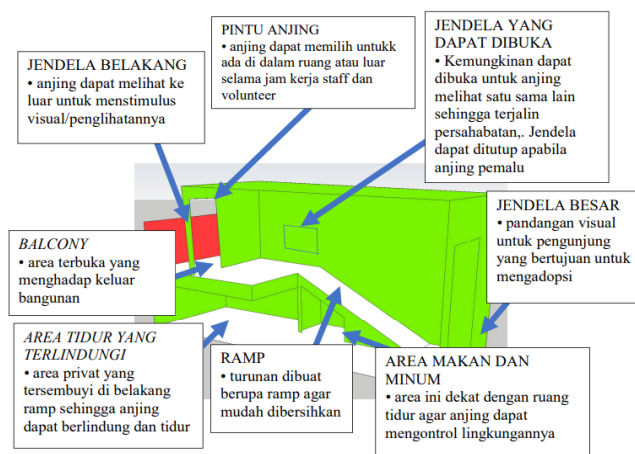 JENDELA BELAKANG
• anjing dapat melihat ke
luar untuk menstimulus
visual/penglihatannya
PINTU ANJING
• anjing dapat memilih untukk
ada di dalam ruang atau luar
selama jam kerja staff dan
volunteer
JENDELA YANG
DAPAT DIBUKA
• Kemungkinan dapat
dibuka untuk anjing
melihat satu sama lain
sehingga terjalin
persahabatan,. Jendela
dapat ditutup apabila
anjing pemalu
JENDELA BESAR
• pandangan visual
untuk pengunjung
yang bertujuan untuk
mengadopsi
BALCONY
• area terbuka yang
menghadap keluar
bangunan
AREA TIDUR YANG
TERLINDUNGI
• area privat yang
tersembuyi di belakang
ramp sehingga anjing
dapat berlindung dan tidur
RAMP
• turunan dibuat
berupa ramp agar
mudah dibersihkan
AREA MAKAN DAN
MINUM
• area ini dekat dengan ruang
tidur agar anjing dapat
mengontrol lingkungannya